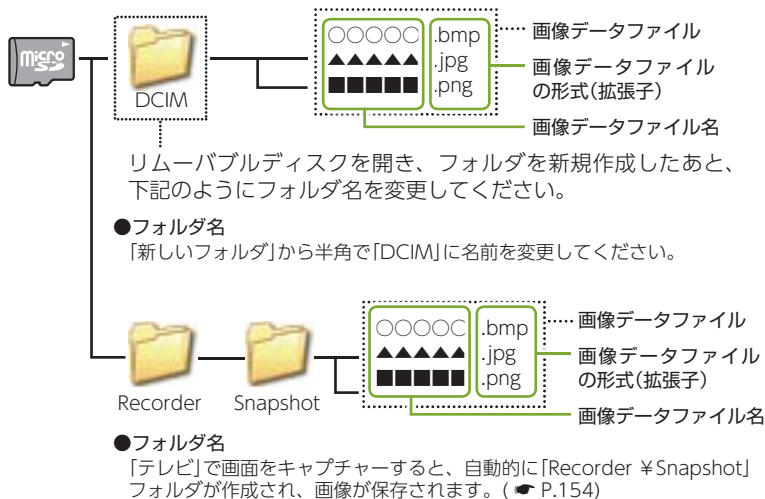 micro SD
○○○○○ .bmp
▲▲▲▲▲ .jpg
■■■■■ .png
画像データファイル
画像データファイル
の形式(拡張子)
画像データファイル名
DCIM
リムーバブルディスクを開き、フォルダを新規作成したあと、
下記のようにフォルダ名を変更してください。
●フォルダ名
「新しいフォルダ」から半角で「DCIM」に名前を変更してください。
○○○○○ .bmp
▲▲▲▲▲ .jpg
■■■■■ .png
画像データファイル
画像データファイル
の形式(拡張子)
画像データファイル名
Recorder
Snapshot
●フォルダ名
「テレビ」で画面をキャプチャーすると、自動的に「Recorder ¥Snapshot」
フォルダが作成され、画像が保存されます。( ☛ P.154)